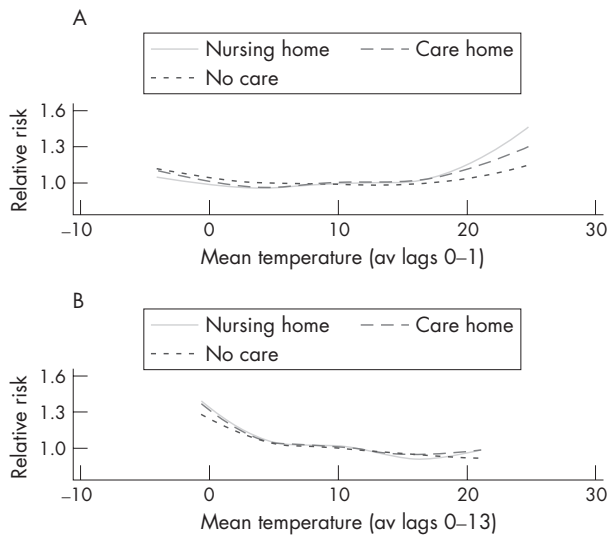 A
Nursing home
Care home
No care
Relative risk
1.6
1.3
1.0
–10
0
10
20
30
Mean temperature (av lags 0–1)
B
Nursing home
Care home
No care
Relative risk
1.6
1.3
1.0
–10
0
10
20
30
Mean temperature (av lags 0–13)